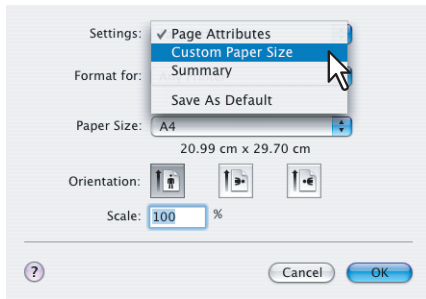 Settings: ✓ Page Attributes
Custom Paper Size
Summary
Format for:
Save As Default
Paper Size: A4
20.99 cm x 29.70 cm
Orientation:
Scale: 100 %
? Cancel OK